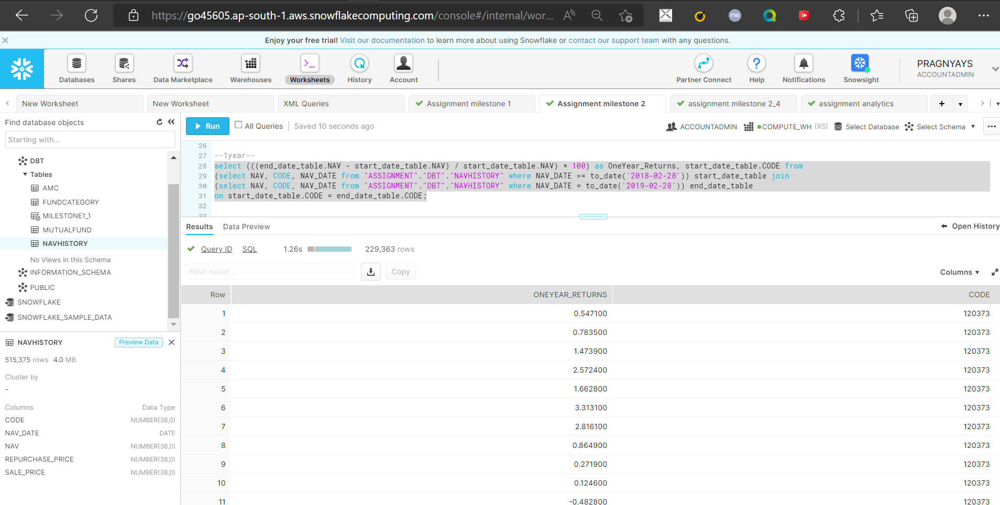 https://go45605.ap-south-1.aws.snowflakecomputing.com/console#/internal/wor...
me
Enjoy your free trial! Visit our documentation to learn more about using Snowflake or contact our support team with any questions.
Databases
Shares
Data Marketplace
Warehouses
Worksheets
History
Account
Partner Connect
Help
Notifications
Snowsight
PRAGNYAYS
ACCOUNTADMIN
New Worksheet
New Worksheet
XML Queries
Assignment milestone 1
Assignment milestone 2
assignment milestone 2_4
assignment analytics
Find database objects
Starting with...
DBT
Tables
AMC
FUNDCATEGORY
MILESTONE1_1
MUTUALFUND
NAVHISTORY
No Views in this Schema
INFORMATION_SCHEMA
PUBLIC
SNOWFLAKE
SNOWFLAKE_SAMPLE_DATA
NAVHISTORY Preview Data
515,375 rows 4.0 MB
Cluster by
-
Columns Data Type
CODE NUMBER(38,0)
NAV_DATE DATE
NAV NUMBER(38,0)
REPURCHASE_PRICE NUMBER(38,0)
SALE_PRICE NUMBER(38,0)
Run All Queries Saved 10 seconds ago
ACCOUNTADMIN COMPUTE_WH (XS) Select Database Select Schema
26
27 --1year--
28 select (((end_date_table.NAV - start_date_table.NAV) / start_date_table.NAV) * 100) as OneYear_Returns, start_date_table.CODE from
29 (select NAV, CODE, NAV_DATE from "ASSIGNMENT"."DBT"."NAVHISTORY" where NAV_DATE >= to_date('2018-02-28')) start_date_table join
30 (select NAV, CODE, NAV_DATE from "ASSIGNMENT"."DBT"."NAVHISTORY" where NAV_DATE = to_date('2019-02-28')) end_date_table
31 on start_date_table.CODE = end_date_table.CODE;
32
33
Results Data Preview
Open History
Query ID SQL 1.26s 229,363 rows
Filter result... Copy
Columns
Row ONEYEAR_RETURNS CODE
1 0.547100 120373
2 0.783500 120373
3 1.473900 120373
4 2.572400 120373
5 1.662800 120373
6 3.313100 120373
7 2.816100 120373
8 0.864900 120373
9 0.271900 120373
10 0.124600 120373
11 -0.482800 120373